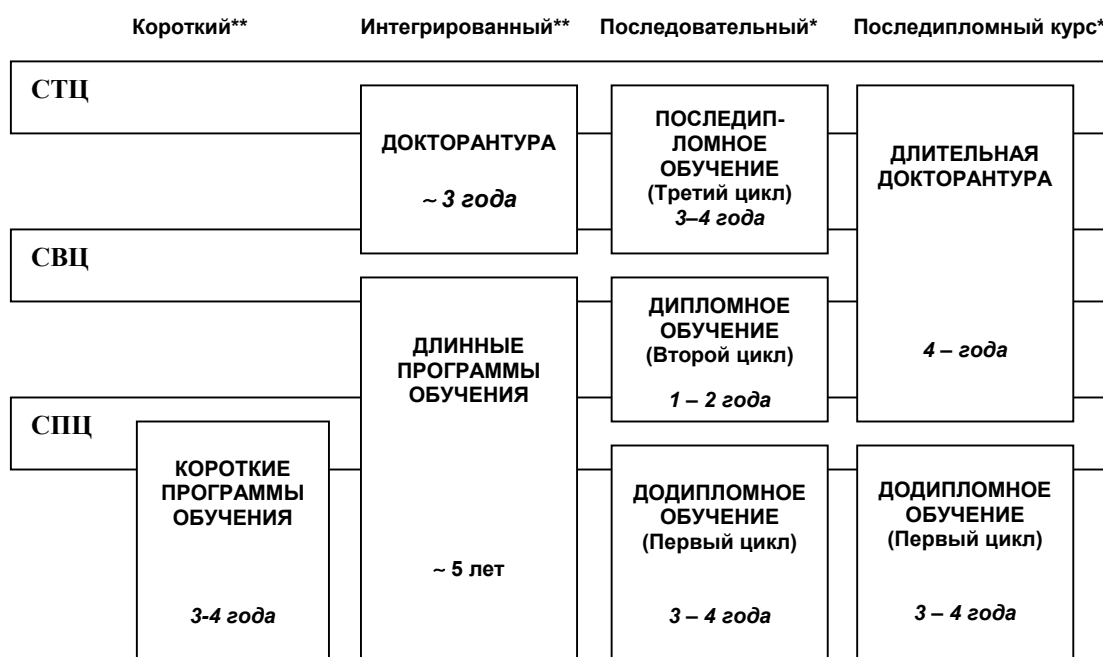 Короткий**
Интегрированный**
Последовательный*
Последипломный курс*
СТЦ
ДОКТОРАНТУРА
~ 3 года
ПОСЛЕДИП-
ЛОМНОЕ
ОБУЧЕНИЕ
(Третий цикл)
3–4 года
ДЛИТЕЛЬНАЯ
ДОКТОРАНТУРА
4 – года
СВЦ
ДЛИННЫЕ
ПРОГРАММЫ
ОБУЧЕНИЯ
~ 5 лет
ДИПЛОМНОЕ
ОБУЧЕНИЕ
(Второй цикл)
1 – 2 года
СПЦ
КОРОТКИЕ
ПРОГРАММЫ
ОБУЧЕНИЯ
3-4 года
ДОДИПЛОМНОЕ
ОБУЧЕНИЕ
(Первый цикл)
3 – 4 года
ДОДИПЛОМНОЕ
ОБУЧЕНИЕ
(Первый цикл)
3 – 4 года